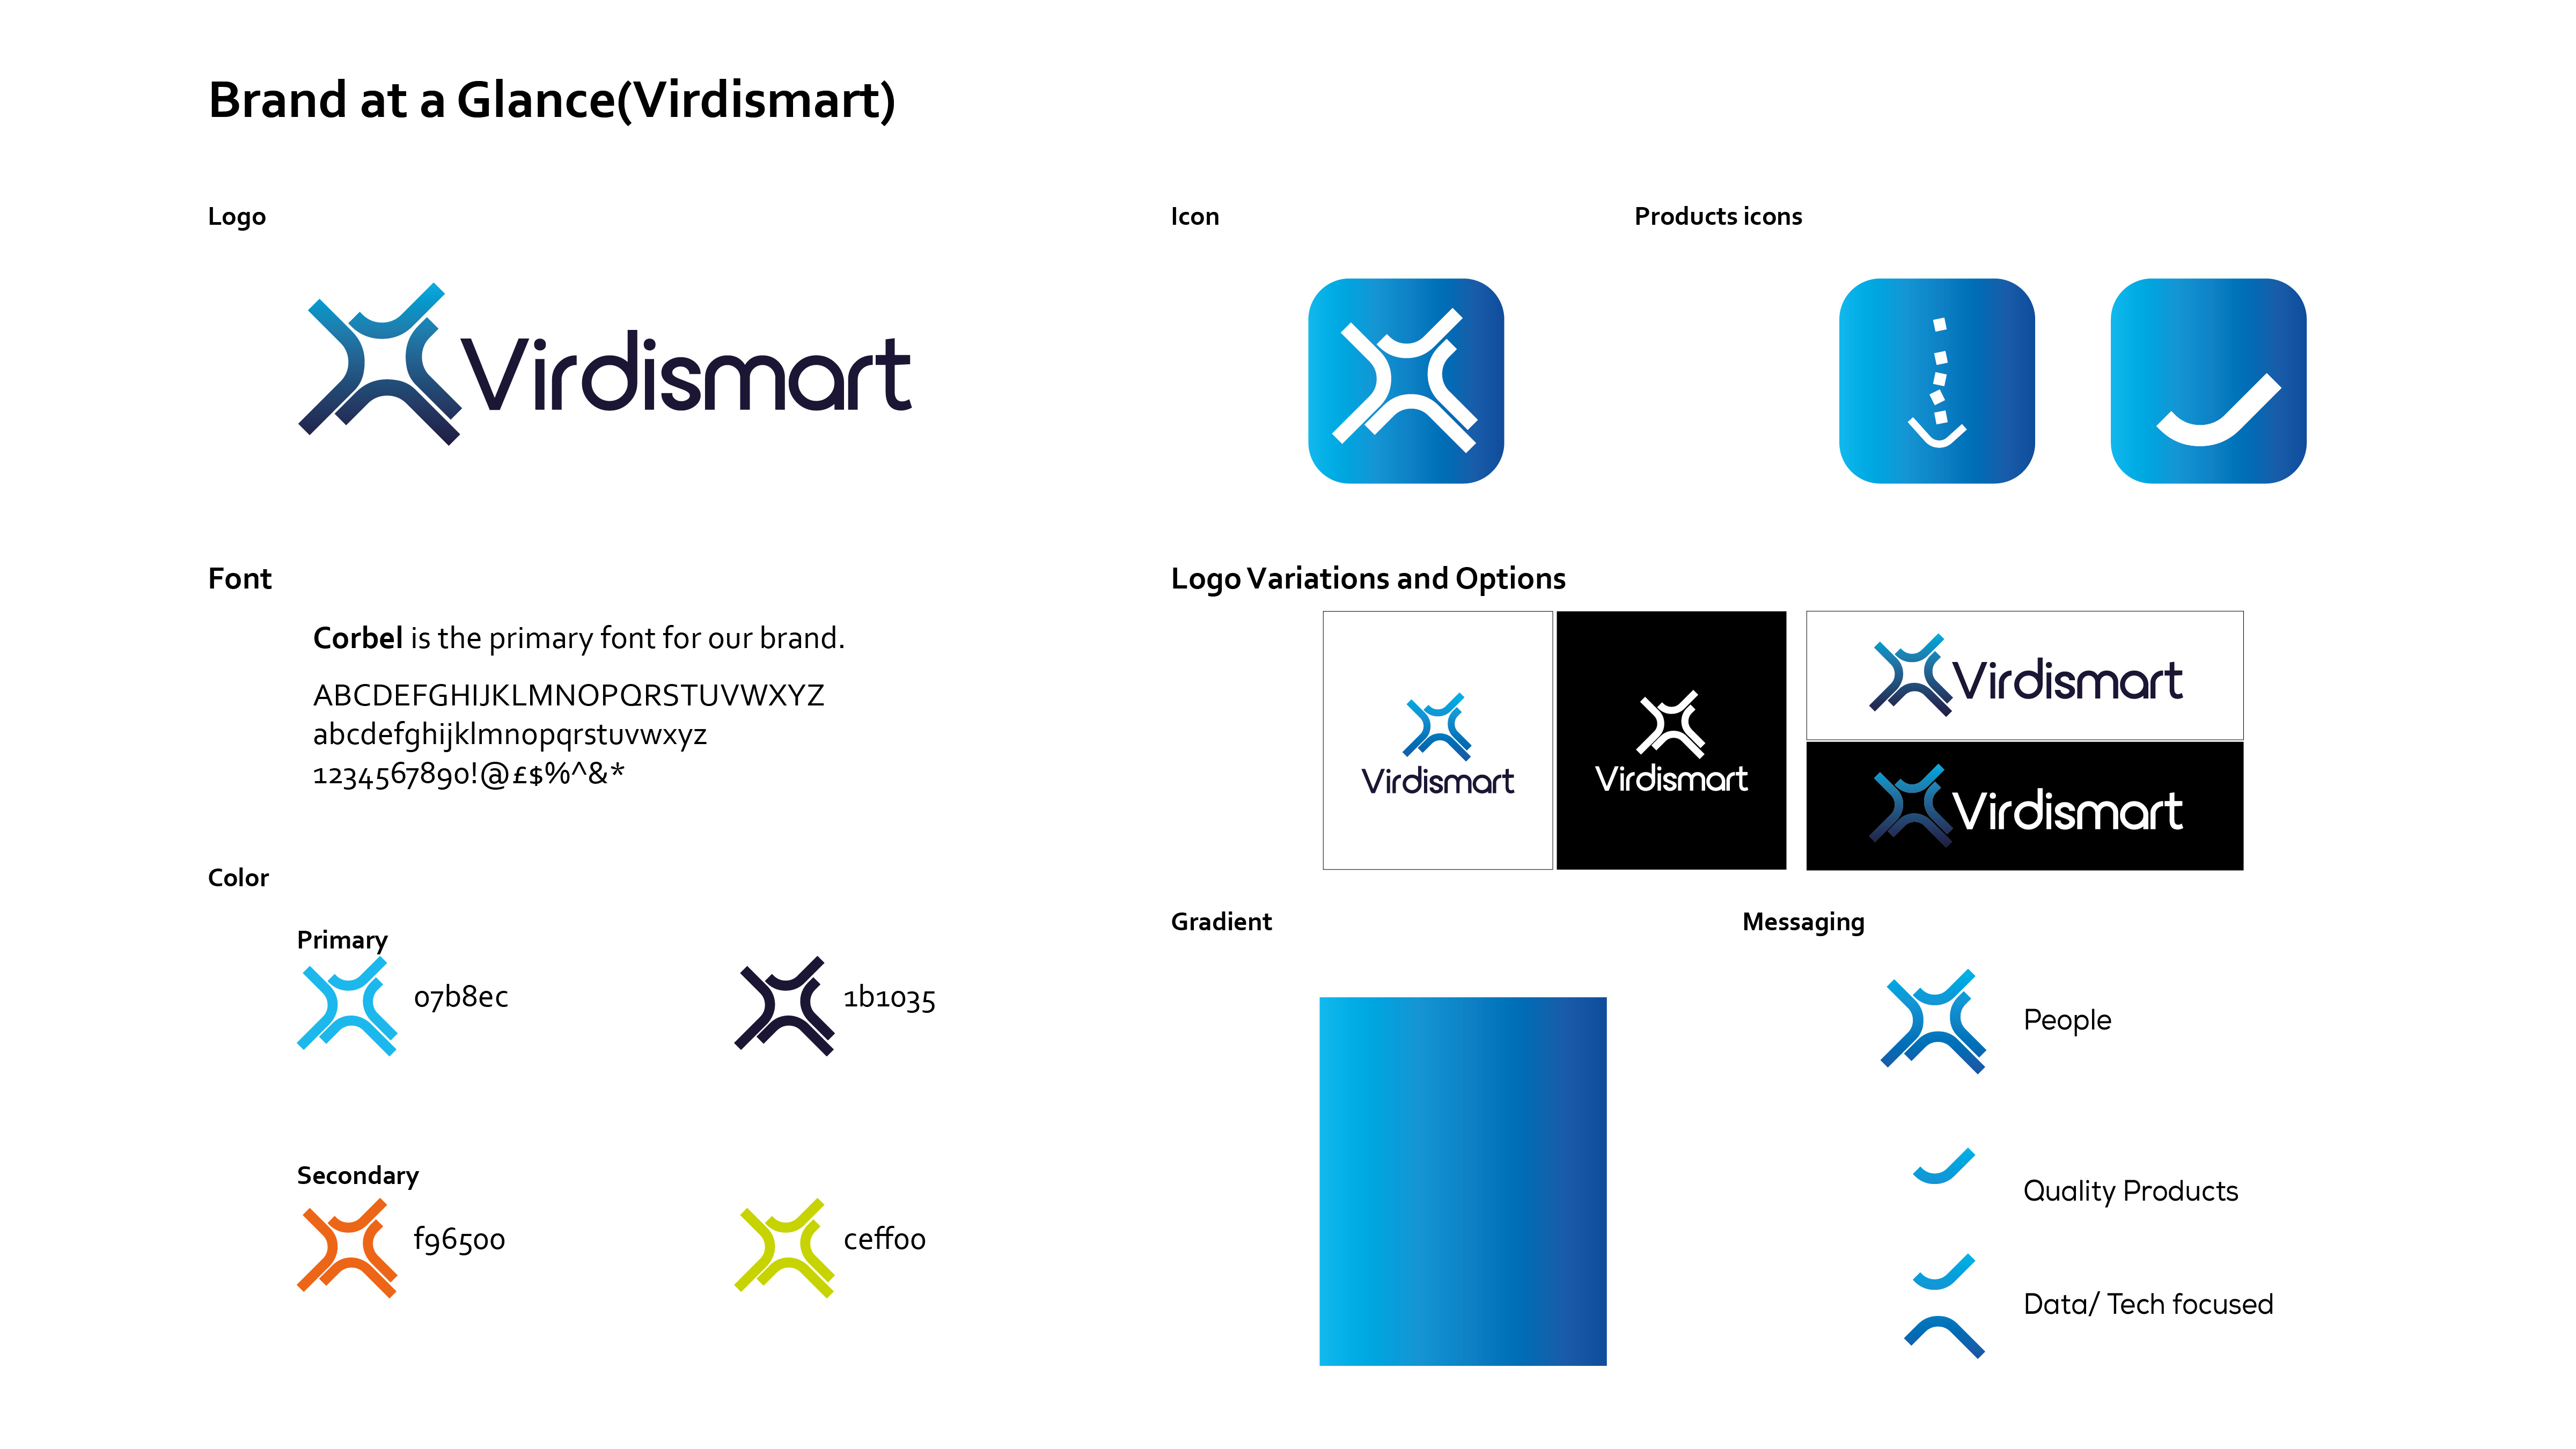 Brand at a Glance(Virdismart)
Logo
Virdismart
Icon
Products icons
Font
Corbel is the primary font for our brand.
ABCDEFGHIJKLMNOPQRSTUVWXYZ
abcdefghijklmnopqrstuvwxyz
1234567890!@£$%^&*
Logo Variations and Options
Virdismart
Virdismart
Virdismart
Virdismart
Color
Primary
07b8ec
1b1035
Secondary
f96500
ceff00
Gradient
Messaging
People
Quality Products
Data/ Tech focused